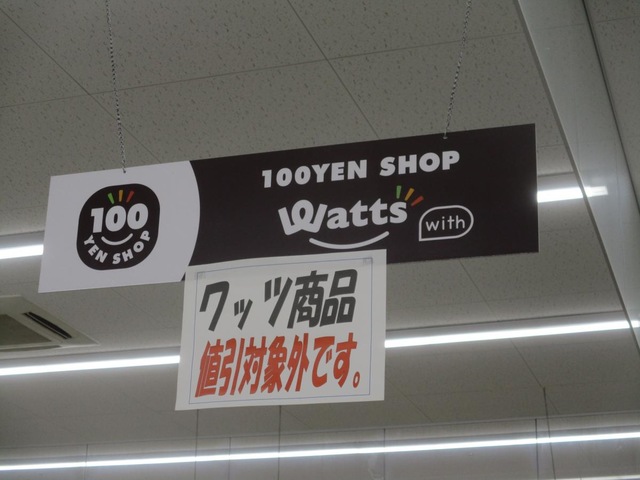 100
YEN SHOP
100YEN SHOP
Watts
with
ワッツ商品
値引対象外です。